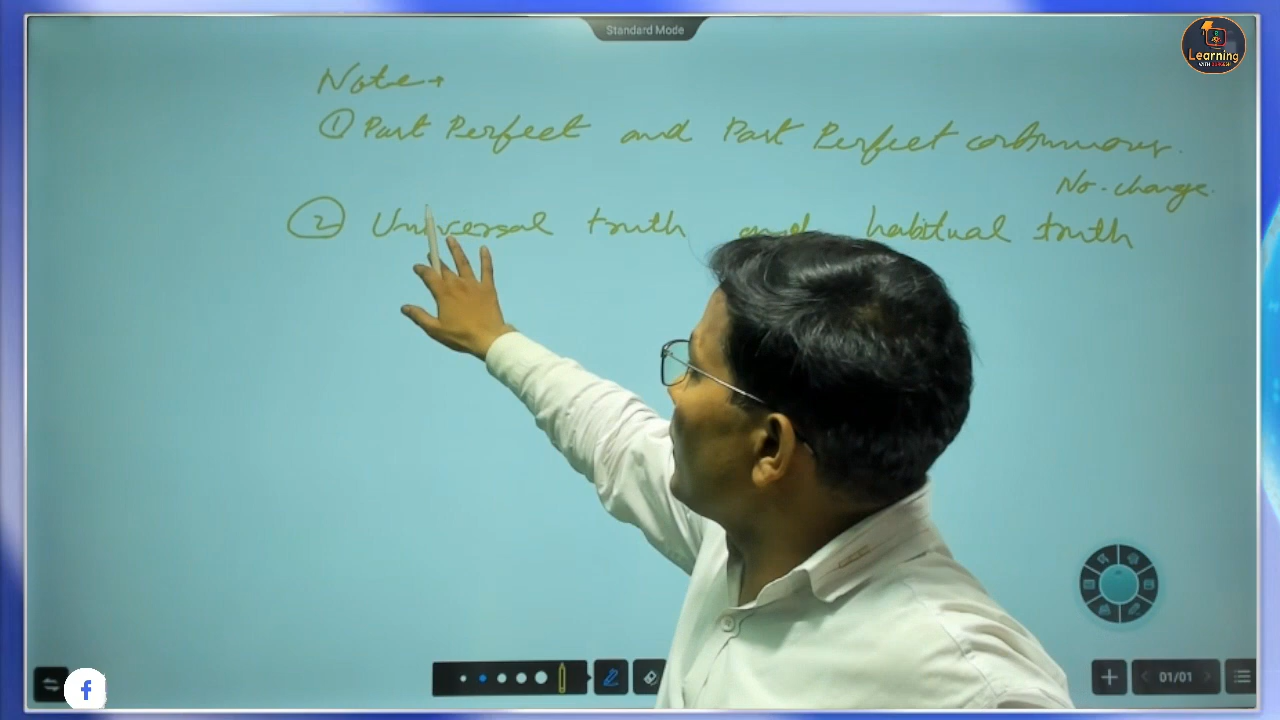 Standard Mode
Learning
Note→
① Past Perfect and Past Perfect continuous.
No change.
② Universal truth and habitual truth
01/01